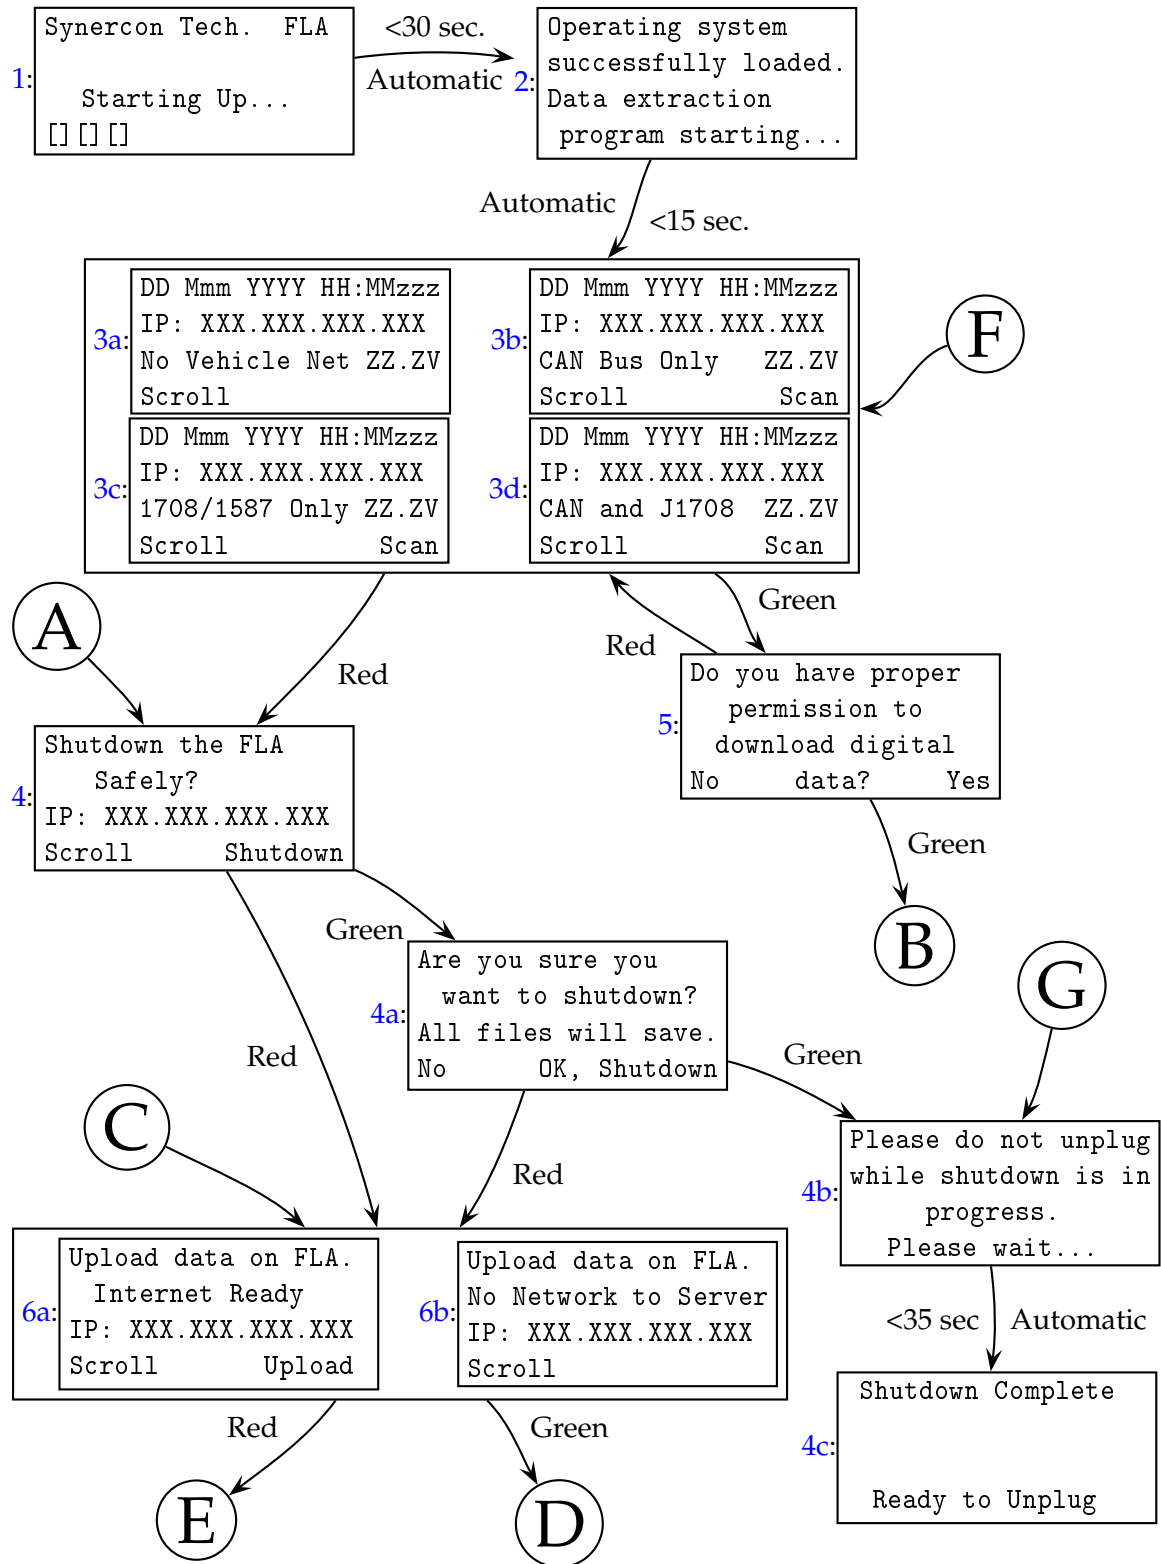 Synercon Tech. FLA
1:
Starting Up...
[] [] []
<30 sec.
Automatic
2:
Operating system
successfully loaded.
Data extraction
program starting...
Automatic
<15 sec.
3a:
DD Mmm YYYY HH:MMzzz
IP: XXX.XXX.XXX.XXX
No Vehicle Net ZZ.ZV
Scroll
3b:
DD Mmm YYYY HH:MMzzz
IP: XXX.XXX.XXX.XXX
CAN Bus Only ZZ.ZV
Scroll Scan
F
3c:
DD Mmm YYYY HH:MMzzz
IP: XXX.XXX.XXX.XXX
1708/1587 Only ZZ.ZV
Scroll Scan
3d:
DD Mmm YYYY HH:MMzzz
IP: XXX.XXX.XXX.XXX
CAN and J1708 ZZ.ZV
Scroll Scan
A
Red
Red
Green
5:
Do you have proper
permission to
download digital
No data? Yes
4:
Shutdown the FLA
Safely?
IP: XXX.XXX.XXX.XXX
Scroll Shutdown
Green
B
Green
4a:
Are you sure you
want to shutdown?
All files will save.
No OK, Shutdown
G
Red
Green
C
Red
4b:
Please do not unplug
while shutdown is in
progress.
Please wait...
6a:
Upload data on FLA.
Internet Ready
IP: XXX.XXX.XXX.XXX
Scroll Upload
6b:
Upload data on FLA.
No Network to Server
IP: XXX.XXX.XXX.XXX
Scroll
<35 sec
Automatic
Red
Green
4c:
Shutdown Complete
Ready to Unplug
E
D